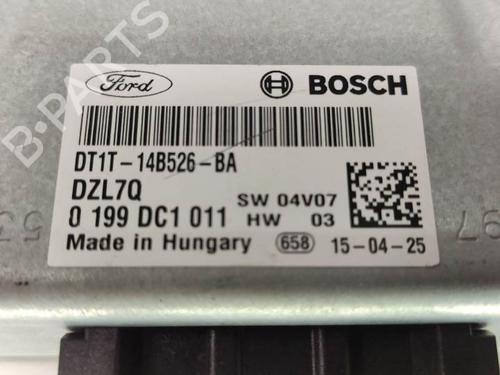 Ford
BOSCH
DT1T-14B526-BA
DZL7Q
SW 04V07
0 199 DC1 011
HW 03
Made in Hungary
658
15-04-25
B-PARTS